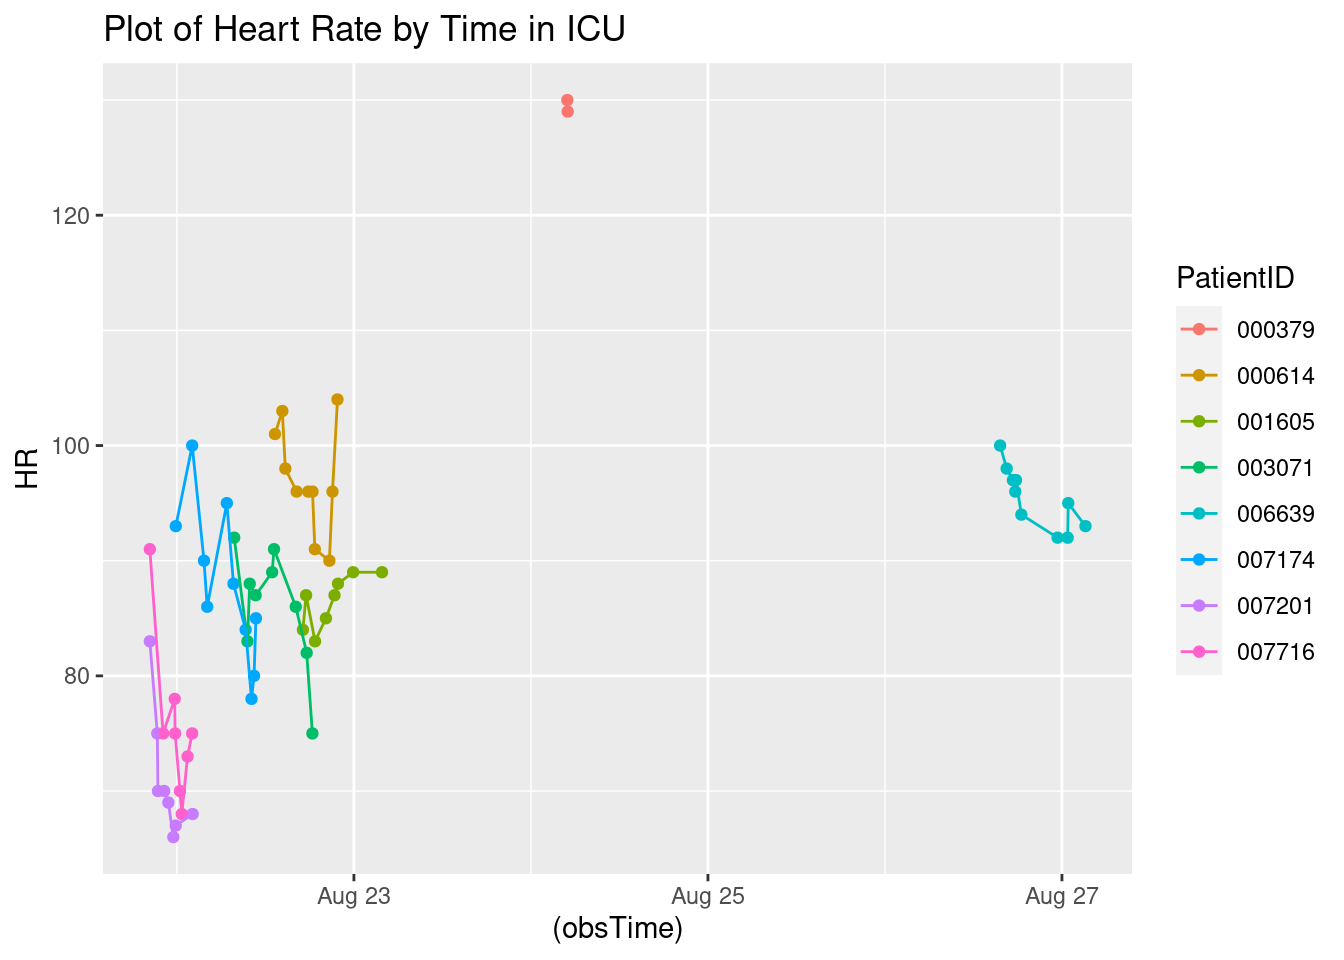 Plot of Heart Rate by Time in ICU
HR
120
100
80
Aug 23
Aug 25
Aug 27
(obsTime)
PatientID
000379
000614
001605
003071
006639
007174
007201
007716